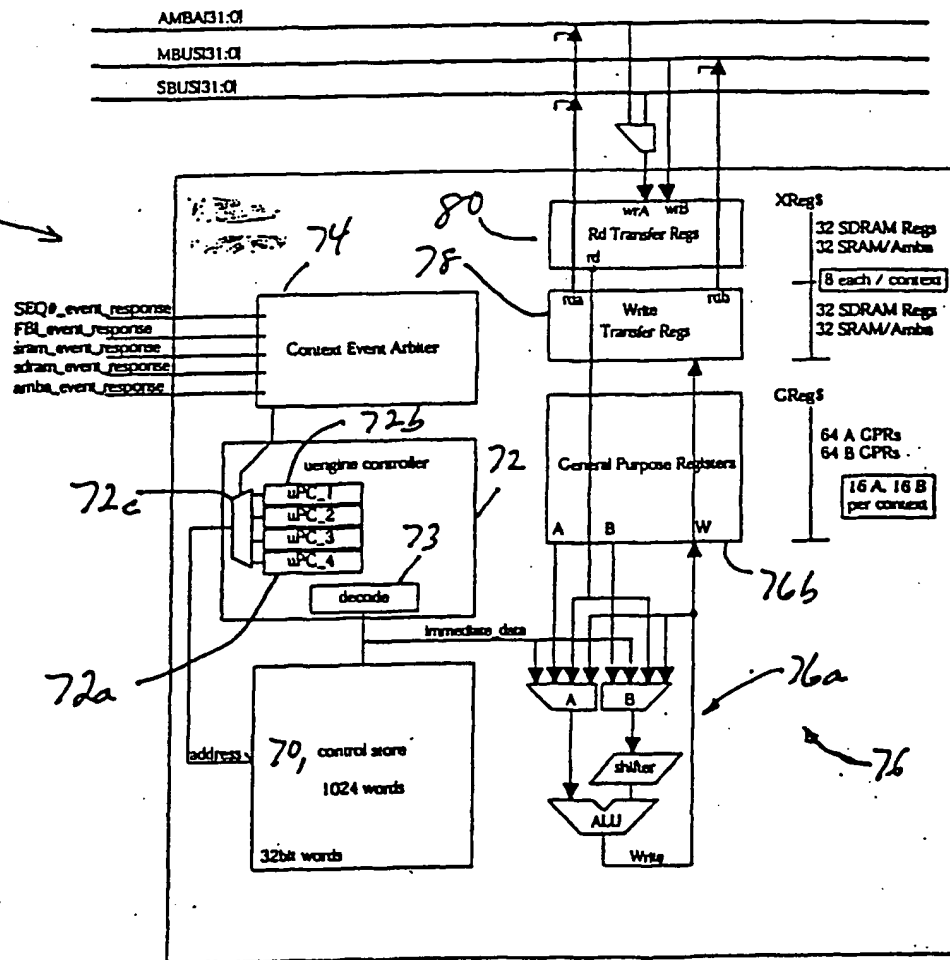 AMBA[31:0]
MBUS[31:0]
SBUS[31:0]
80
wrA wrB
Rd Transfer Regs
rd
XRegs
32 SDRAM Regs
32 SRAM/Amba
8 each / context
32 SDRAM Regs
32 SRAM/Amba
74
78
rda rdb
Write
Transfer Regs
SEQ#_event_response
FBI_event_response
sram_event_response
sdram_event_response
amba_event_response
Context Event Arbiter
72b
72
72c
uengine controller
uPC_1
uPC_2
uPC_3
uPC_4
73
decode
72a
General Purpose Registers
A B W
GRegs
64 A GPRs
64 B GPRs
16 A, 16 B
per context
76b
immediate data
A B
76a
76
shifter
ALU
Write
address
70, control store
1024 words
32bit words